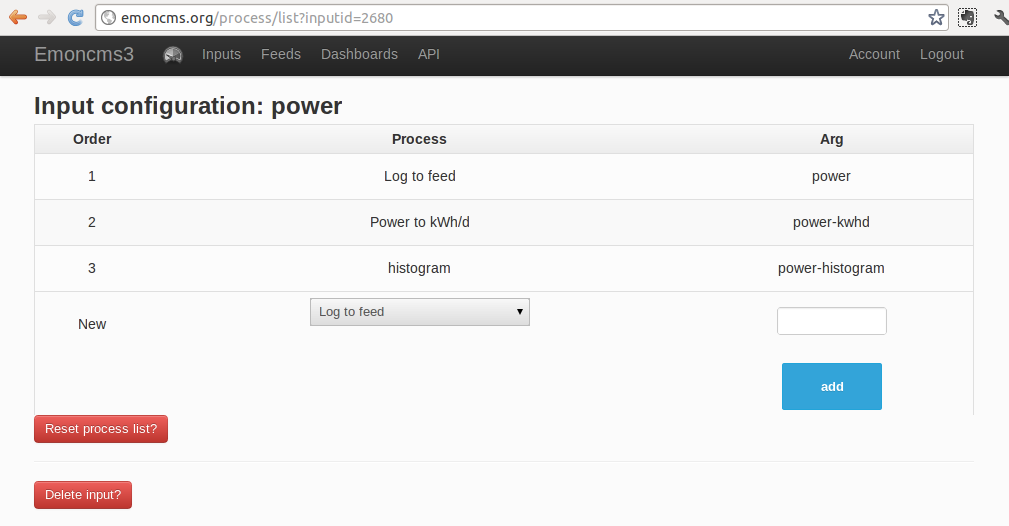 emoncms.org/process/list?inputid=2680
Emoncms3 Inputs Feeds Dashboards API Account Logout
Input configuration: power
Order Process Arg
1 Log to feed power
2 Power to kWh/d power-kwhd
3 histogram power-histogram
New Log to feed
add
Reset process list?
Delete input?